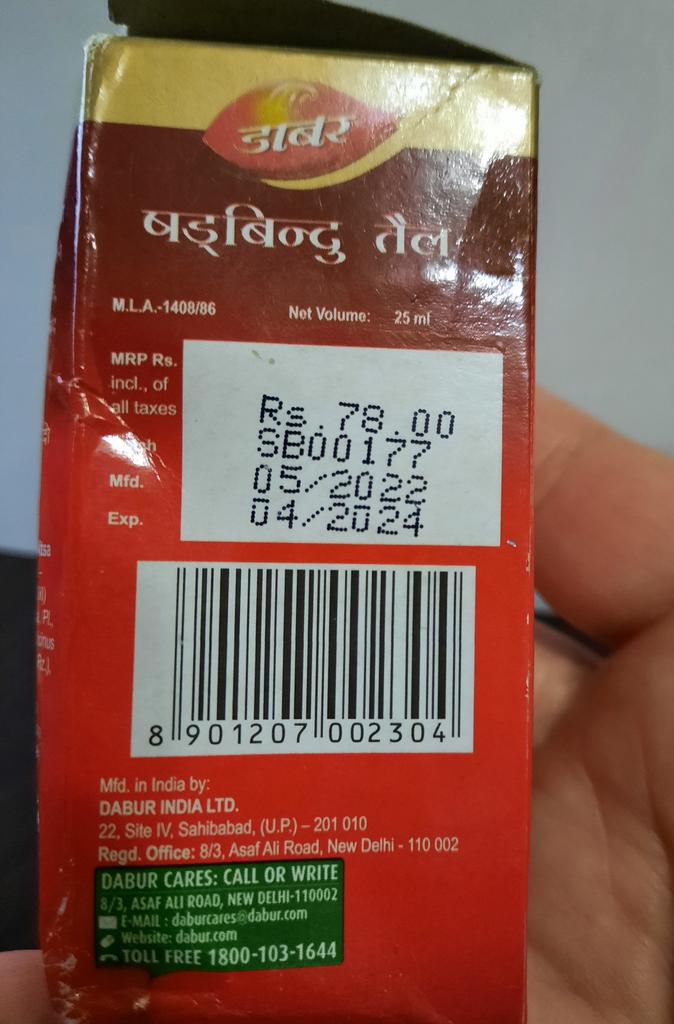 डाबर
षड्बिन्दु तैल
M.L.A.-1408/86 Net Volume: 25 ml
MRP Rs.
incl., of
all taxes
Rs. 78.00
SB00177
Mfd. 05/2022
Exp. 04/2024
8 901207 002304
Mfd. in India by:
DABUR INDIA LTD.
22, Site IV, Sahibabad, (U.P.) – 201 010
Regd. Office: 8/3, Asaf Ali Road, New Delhi - 110 002
DABUR CARES: CALL OR WRITE
8/3, ASAF ALI ROAD, NEW DELHI-110002
E-MAIL : daburcares@dabur.com
Website: dabur.com
TOLL FREE 1800-103-1644